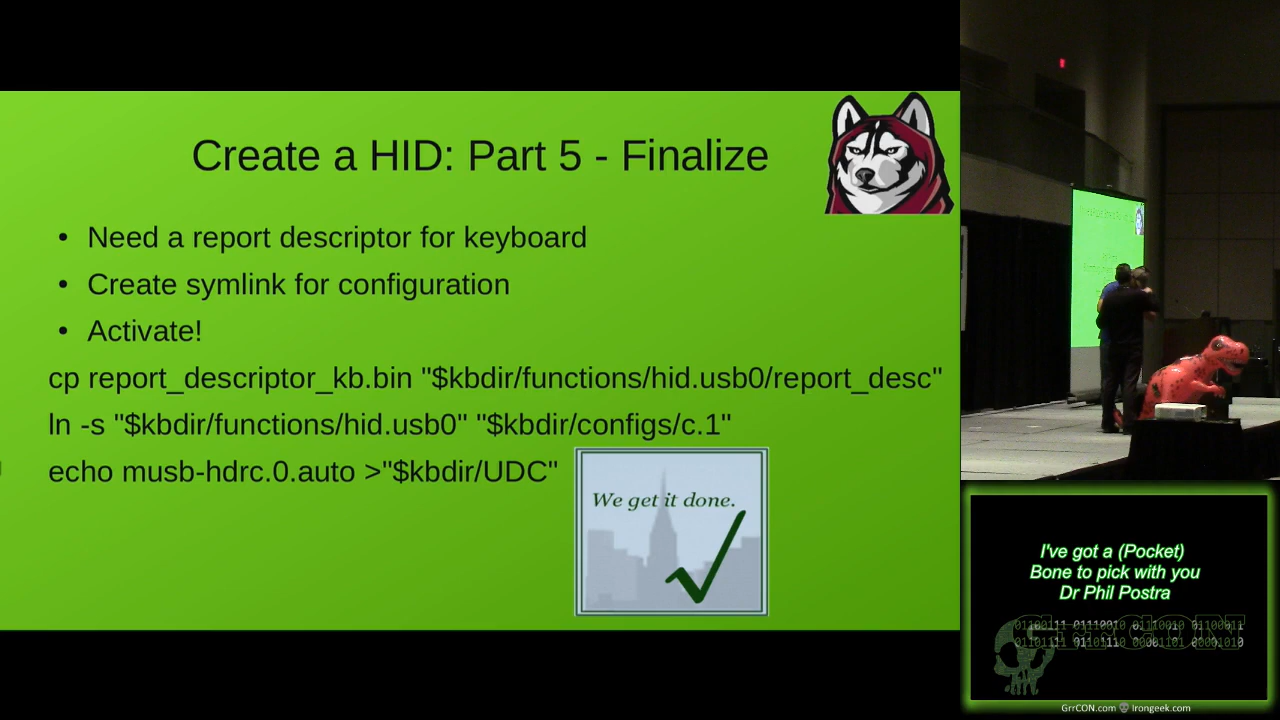 Create a HID: Part 5 - Finalize
• Need a report descriptor for keyboard
• Create symlink for configuration
• Activate!
cp report_descriptor_kb.bin "$kbdir/functions/hid.usb0/report_desc"
ln -s "$kbdir/functions/hid.usb0" "$kbdir/configs/c.1"
echo musb-hdrc.0.auto >"$kbdir/UDC"
We get it done.
I've got a (Pocket)
Bone to pick with you
Dr Phil Postra
GrrCON
GrrCON.com Irongeek.com